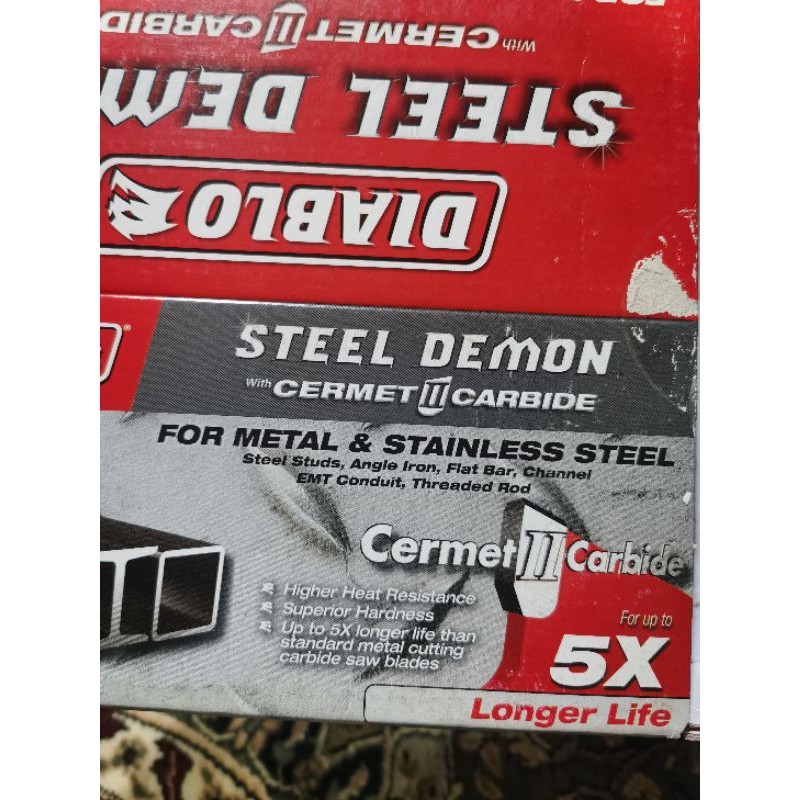 With CERMET II CARBID
STEEL DEM
DIABLO
STEEL DEMON
With CERMET II CARBIDE
FOR METAL & STAINLESS STEEL
Steel Studs, Angle Iron, Flat Bar, Channel
EMT Conduit, Threaded Rod
Cermet II Carbide
Higher Heat Resistance
Superior Hardness
Up to 5X longer life than
standard metal cutting
carbide saw blades
For up to
5X
Longer Life